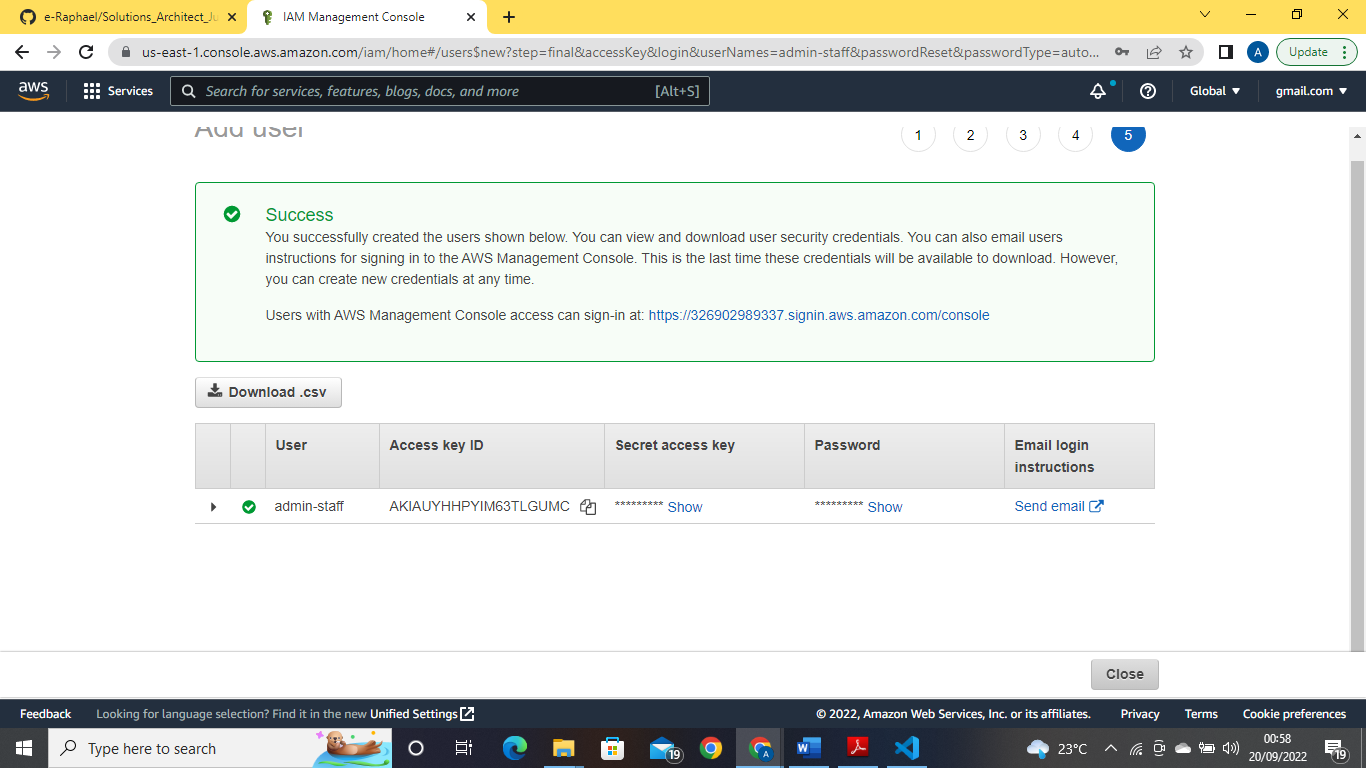 e-Raphael/Solutions_Architect_Ju
IAM Management Console
us-east-1.console.aws.amazon.com/iam/home#/users$new?step=final&accessKey&login&userNames=admin-staff&passwordReset&passwordType=auto...
A
Update
aws
Services
Search for services, features, blogs, docs, and more
[Alt+S]
Global
gmail.com
Add user
1
2
3
4
5
Success
You successfully created the users shown below. You can view and download user security credentials. You can also email users
instructions for signing in to the AWS Management Console. This is the last time these credentials will be available to download. However,
you can create new credentials at any time.
Users with AWS Management Console access can sign-in at: https://326902989337.signin.aws.amazon.com/console
Download .csv
User
Access key ID
Secret access key
Password
Email login
instructions
admin-staff
AKIAUYHHPYIM63TLGUMC
********* Show
********* Show
Send email
Close
Feedback
Looking for language selection? Find it in the new Unified Settings
© 2022, Amazon Web Services, Inc. or its affiliates.
Privacy
Terms
Cookie preferences
Type here to search
19
A
23°C
00:58
20/09/2022
19